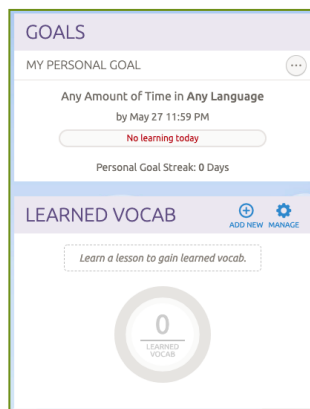 GOALS
MY PERSONAL GOAL
Any Amount of Time in Any Language
by May 27 11:59 PM
No learning today
Personal Goal Streak: 0 Days
LEARNED VOCAB
ADD NEW MANAGE
Learn a lesson to gain learned vocab.
0
LEARNED
VOCAB